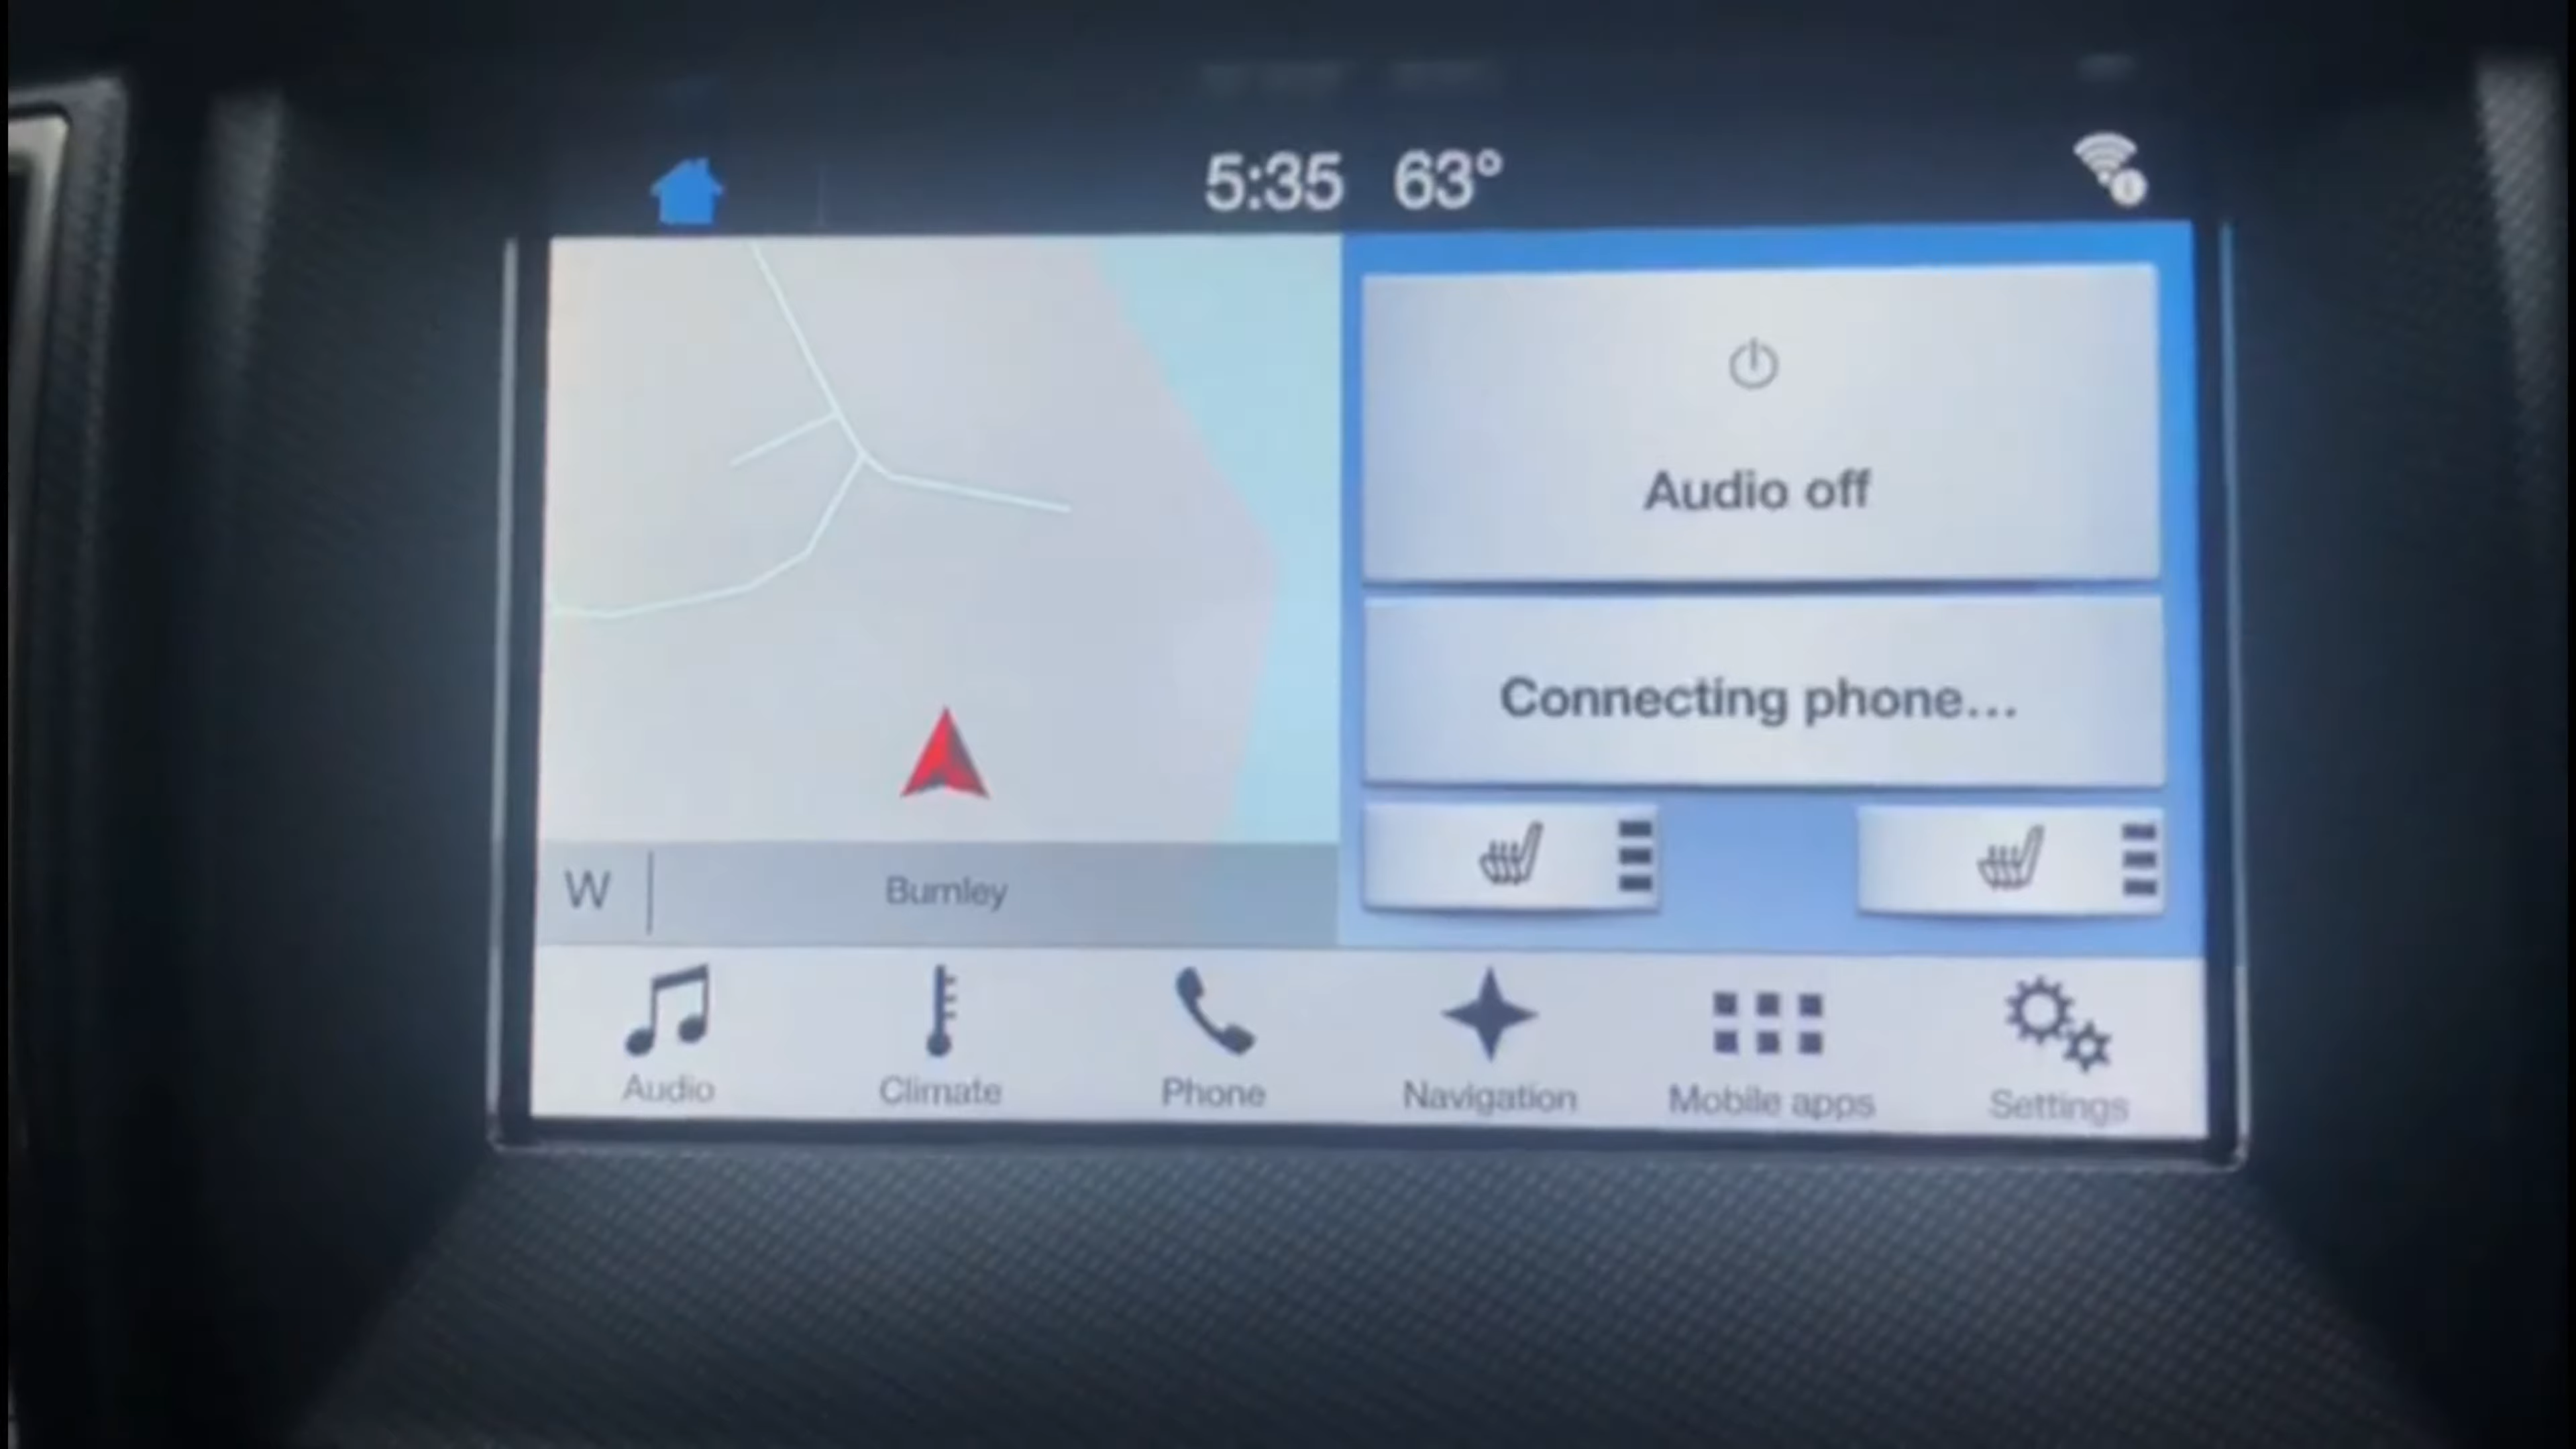 5:35 63°
Audio off
Connecting phone...
W Burnley
Audio Climate Phone Navigation Mobile apps Settings